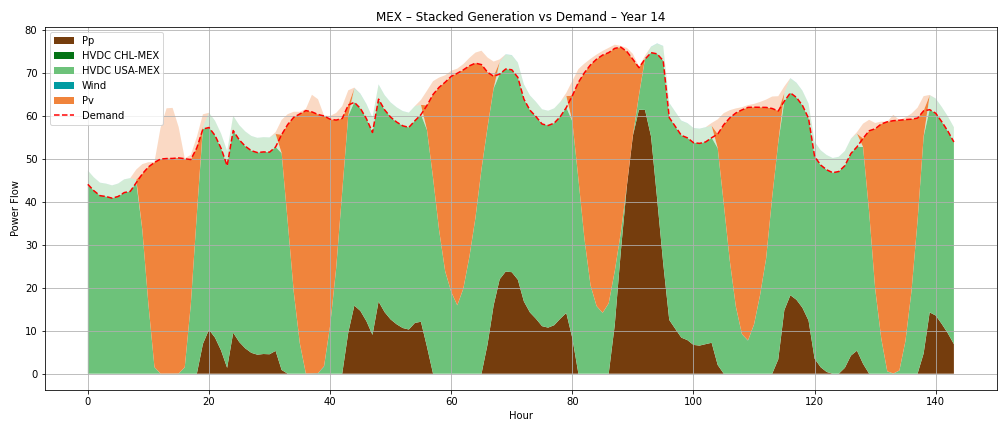 MEX – Stacked Generation vs Demand – Year 14
Pp
HVDC CHL-MEX
HVDC USA-MEX
Wind
Pv
Demand
Power Flow
80
70
60
50
40
30
20
10
0
0 20 40 60 80 100 120 140
Hour